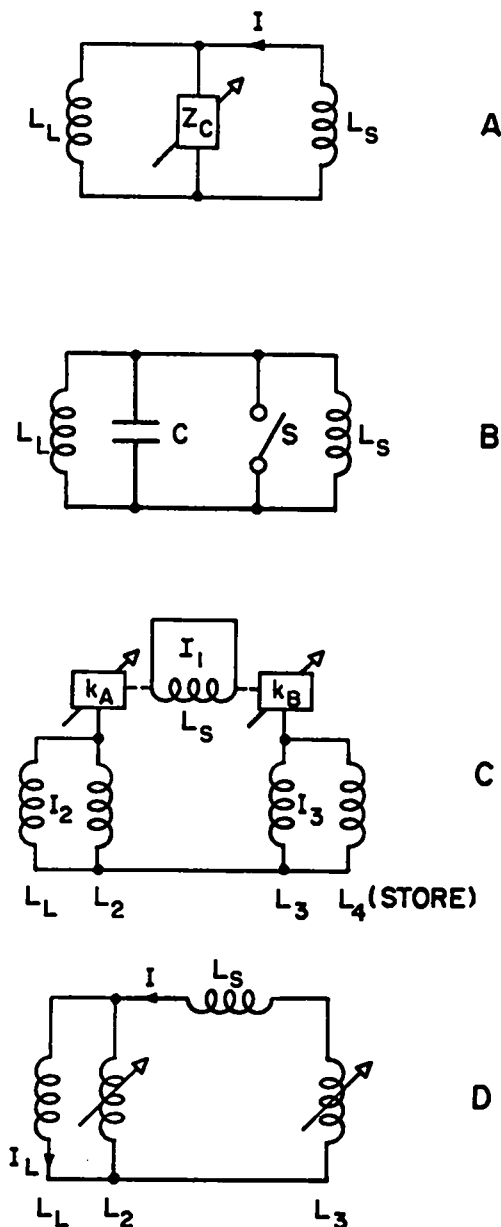 I
L_L Z_C L_S A
L_L C S L_S B
I_1
k_A k_B
L_S
C
I_2 I_3
L_L L_2 L_3 L_4 (STORE)
L_S
I
D
I_L
L_L L_2 L_3